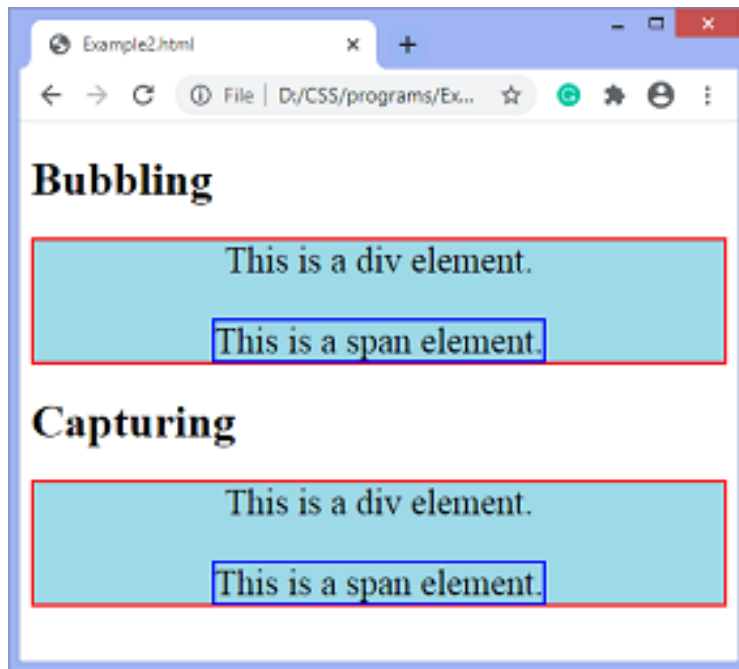 Example2.html
File | D:/CSS/programs/Ex...
Bubbling
This is a div element.
This is a span element.
Capturing
This is a div element.
This is a span element.